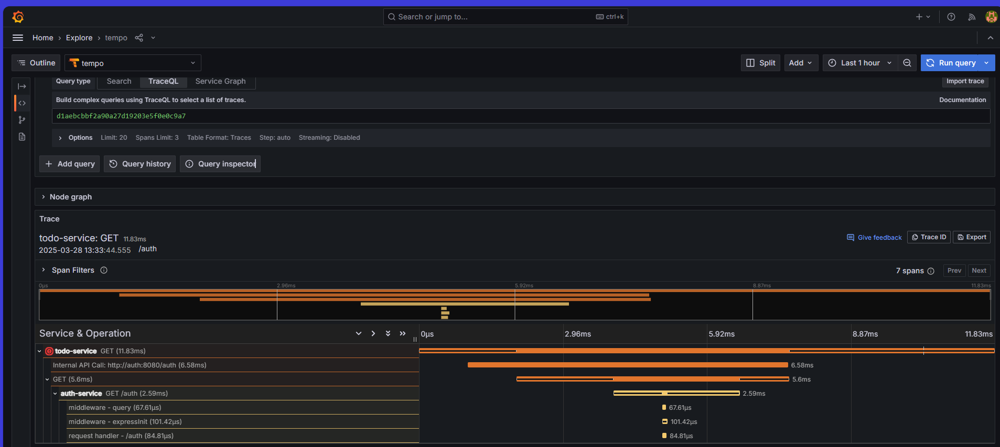 Search or jump to... ctrl+k
Home › Explore › tempo
Outline tempo Split Add Last 1 hour Run query
Query type Search TraceQL Service Graph Import trace
Build complex queries using TraceQL to select a list of traces. Documentation
d1aebcbbf2a90a27d19203e5f0e0c9a7
Options Limit: 20 Spans Limit: 3 Table Format: Traces Step: auto Streaming: Disabled
+ Add query Query history Query inspector
Node graph
Trace
todo-service: GET 11.83ms
Give feedback Trace ID Export
2025-03-28 13:33:44.555 /auth
Span Filters 7 spans Prev Next
0μs 2.96ms 5.92ms 8.87ms 11.83ms
Service & Operation 0μs 2.96ms 5.92ms 8.87ms 11.83ms
todo-service GET (11.83ms)
Internal API Call: http://auth:8080/auth (6.58ms) 6.58ms
GET (5.6ms) 5.6ms
auth-service GET /auth (2.59ms) 2.59ms
middleware - query (67.61μs) 67.61μs
middleware - expressInit (101.42μs) 101.42μs
request handler - /auth (84.81μs) 84.81μs